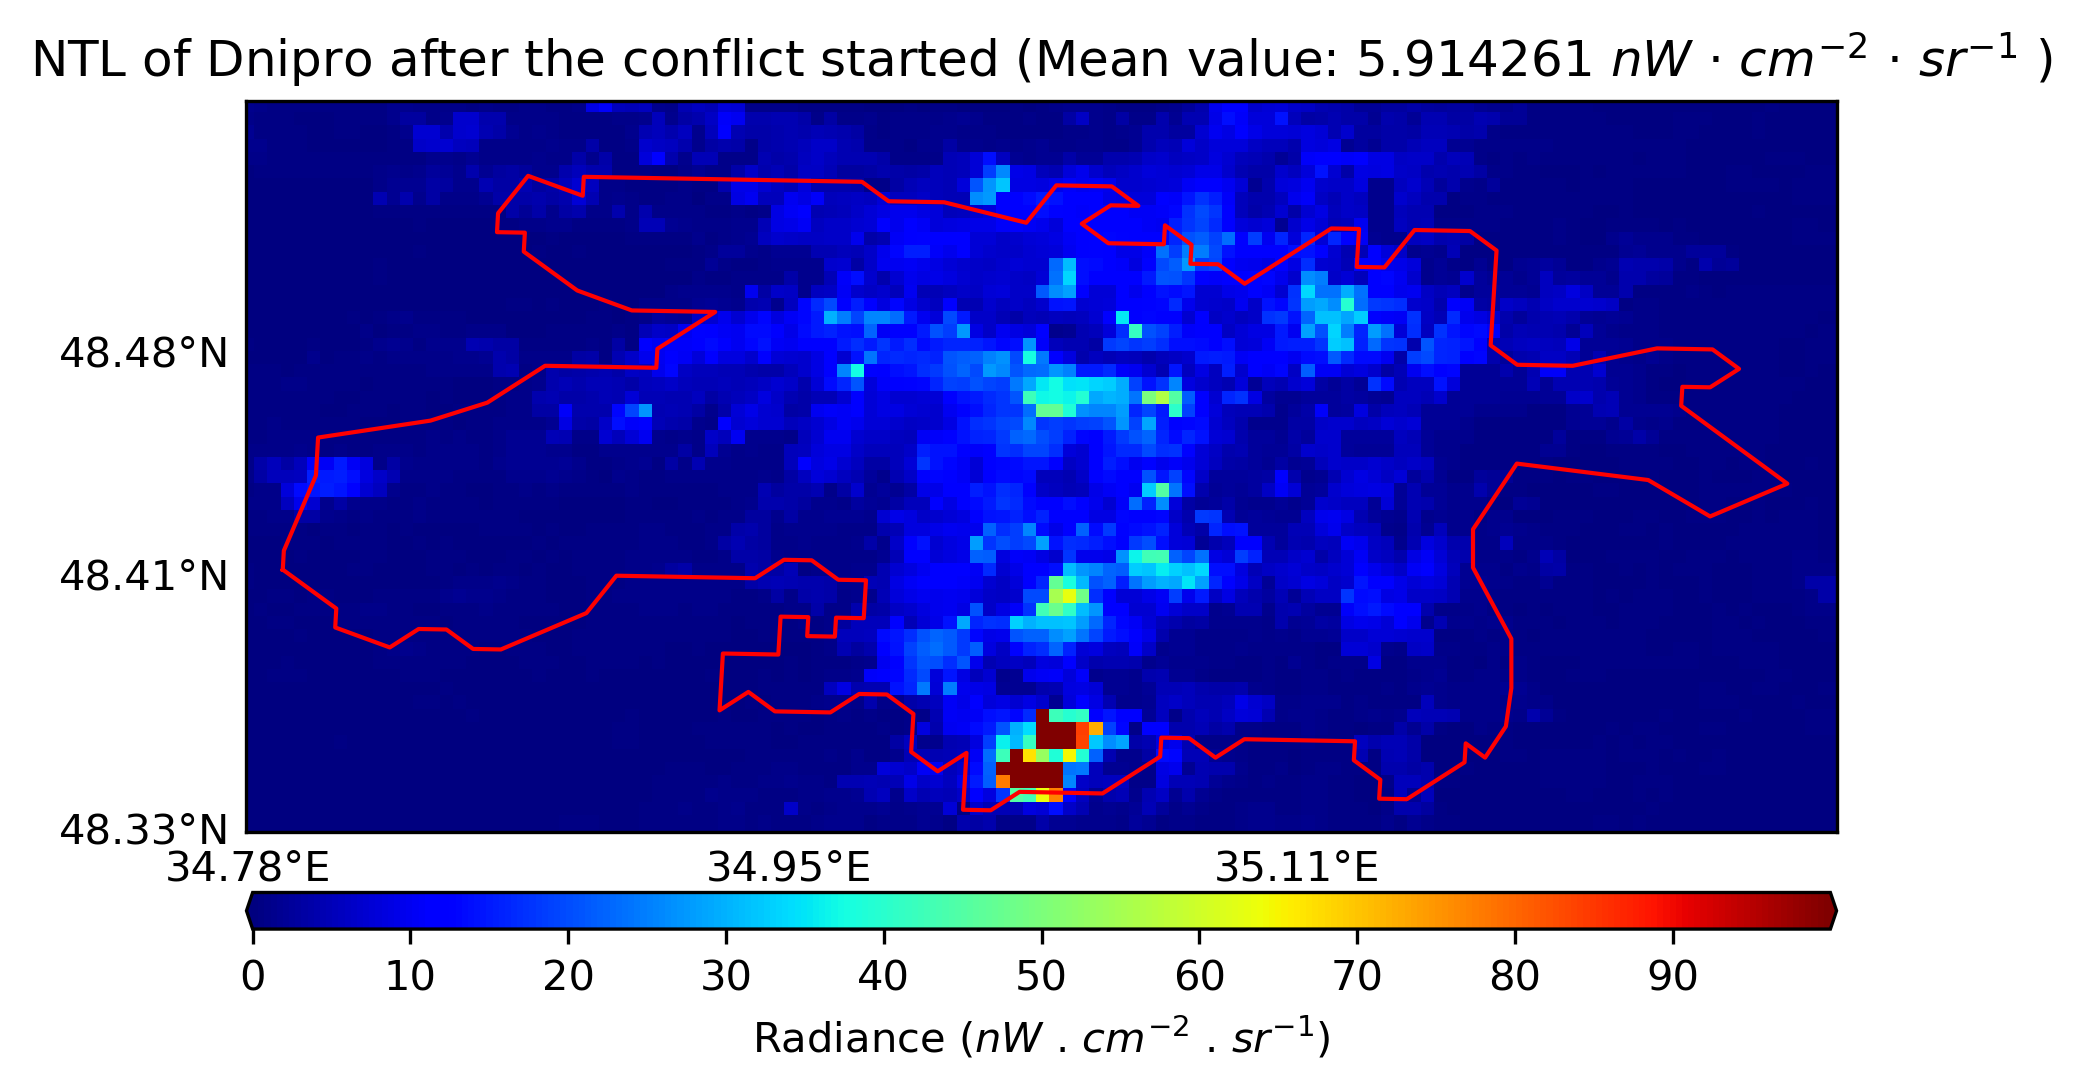 NTL of Dnipro after the conflict started (Mean value: 5.914261 nW · cm⁻² · sr⁻¹ )
48.48°N
48.41°N
48.33°N
34.78°E 34.95°E 35.11°E
0 10 20 30 40 50 60 70 80 90
Radiance (nW . cm⁻² . sr⁻¹)